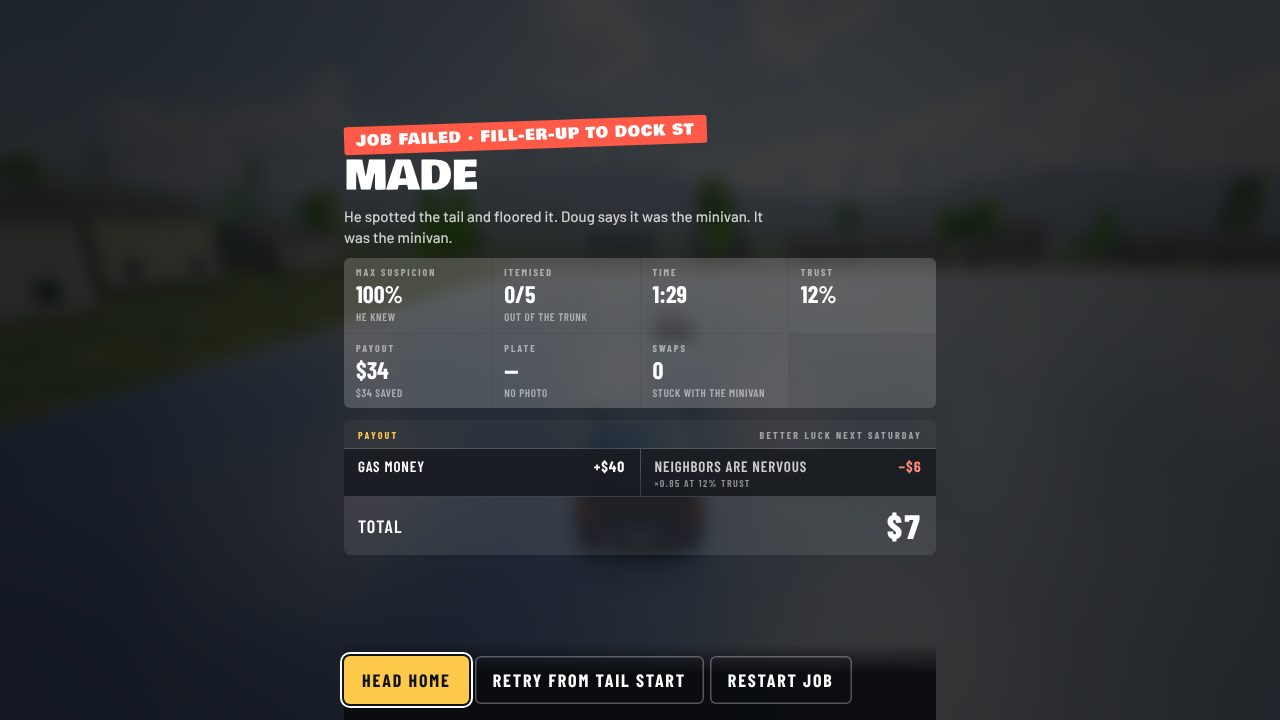 JOB FAILED · FILL-ER-UP TO DOCK ST
MADE
He spotted the tail and floored it. Doug says it was the minivan. It
was the minivan.
MAX SUSPICION
100%
HE KNEW
ITEMISED
0/5
OUT OF THE TRUNK
TIME
1:29
TRUST
12%
PAYOUT
$34
$34 SAVED
PLATE
—
NO PHOTO
SWAPS
0
STUCK WITH THE MINIVAN
PAYOUT
BETTER LUCK NEXT SATURDAY
GAS MONEY
+$40
NEIGHBORS ARE NERVOUS
−$6
×0.85 AT 12% TRUST
TOTAL
$7
HEAD HOME
RETRY FROM TAIL START
RESTART JOB